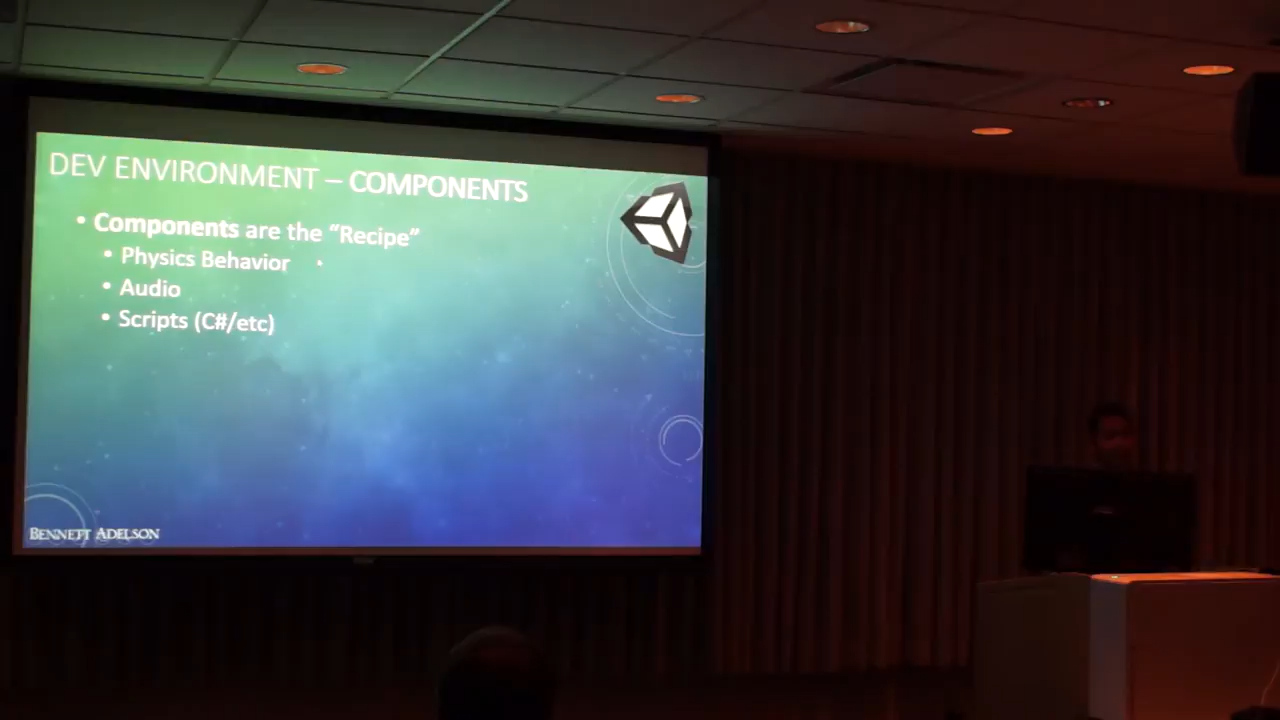 DEV ENVIRONMENT – COMPONENTS
• Components are the “Recipe”
• Physics Behavior
• Audio
• Scripts (C#/etc)
BENNETT ADELSON